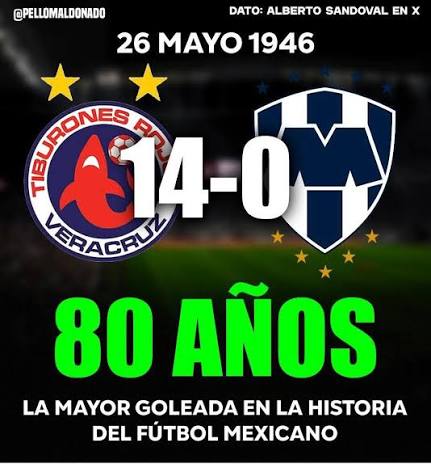 @PELLOMALDONADO
DATO: ALBERTO SANDOVAL EN X
26 MAYO 1946
TIBURONES ROJ
VERACRUZ
14-0
M
80 AÑOS
LA MAYOR GOLEADA EN LA HISTORIA
DEL FÚTBOL MEXICANO